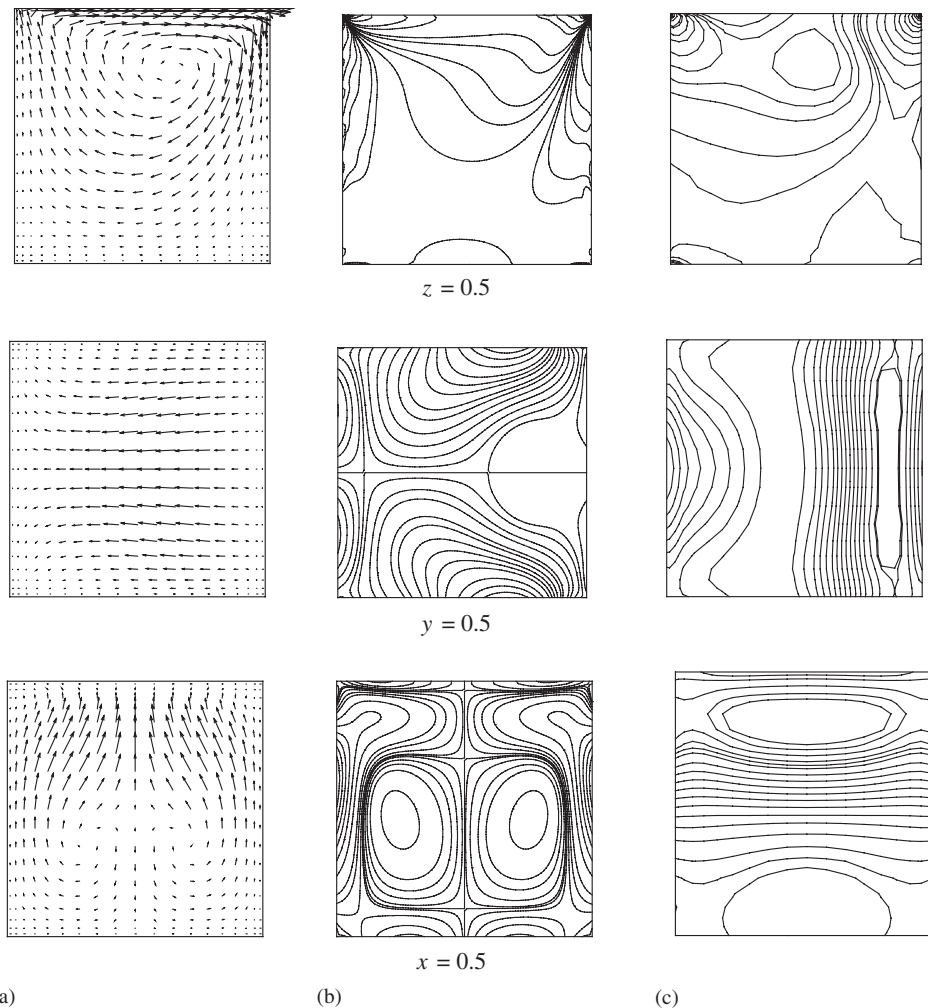 z = 0.5
y = 0.5
x = 0.5
a)
(b)
(c)